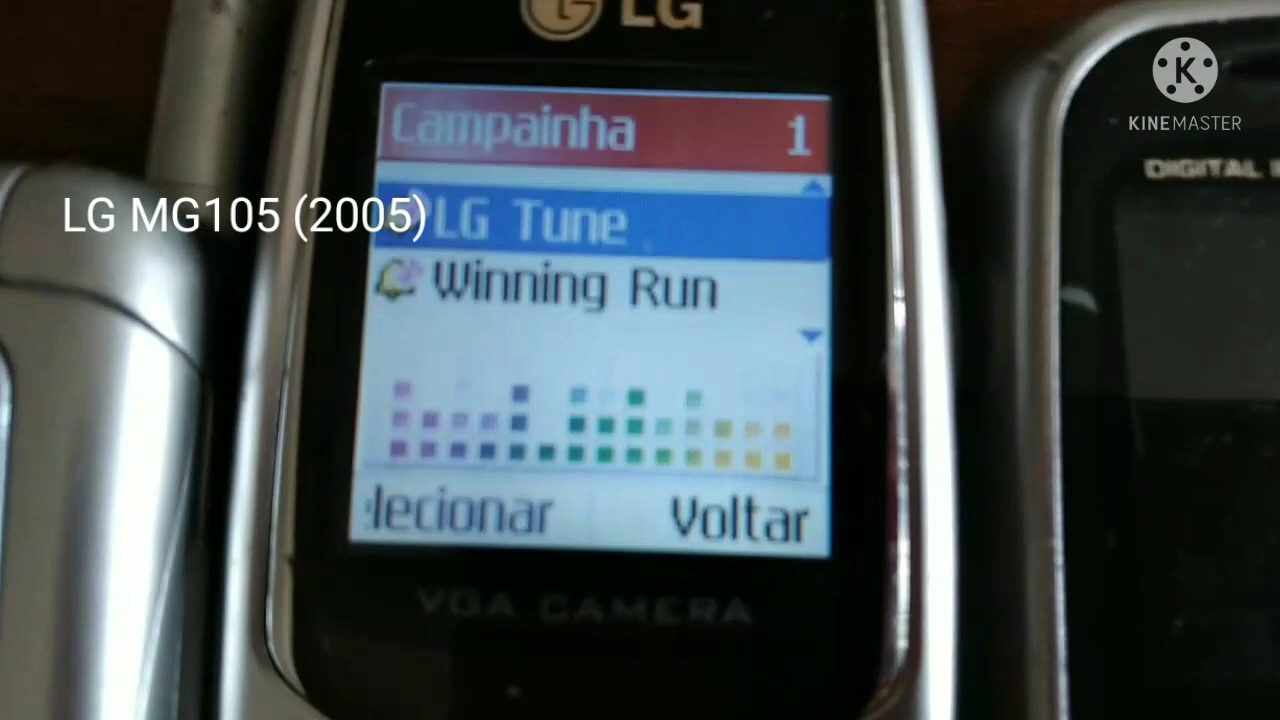 LG
KINEMASTER
Campainha 1
DIGITAL
LG MG105 (2005)
LG Tune
Winning Run
lecionar Voltar
VGA CAMERA